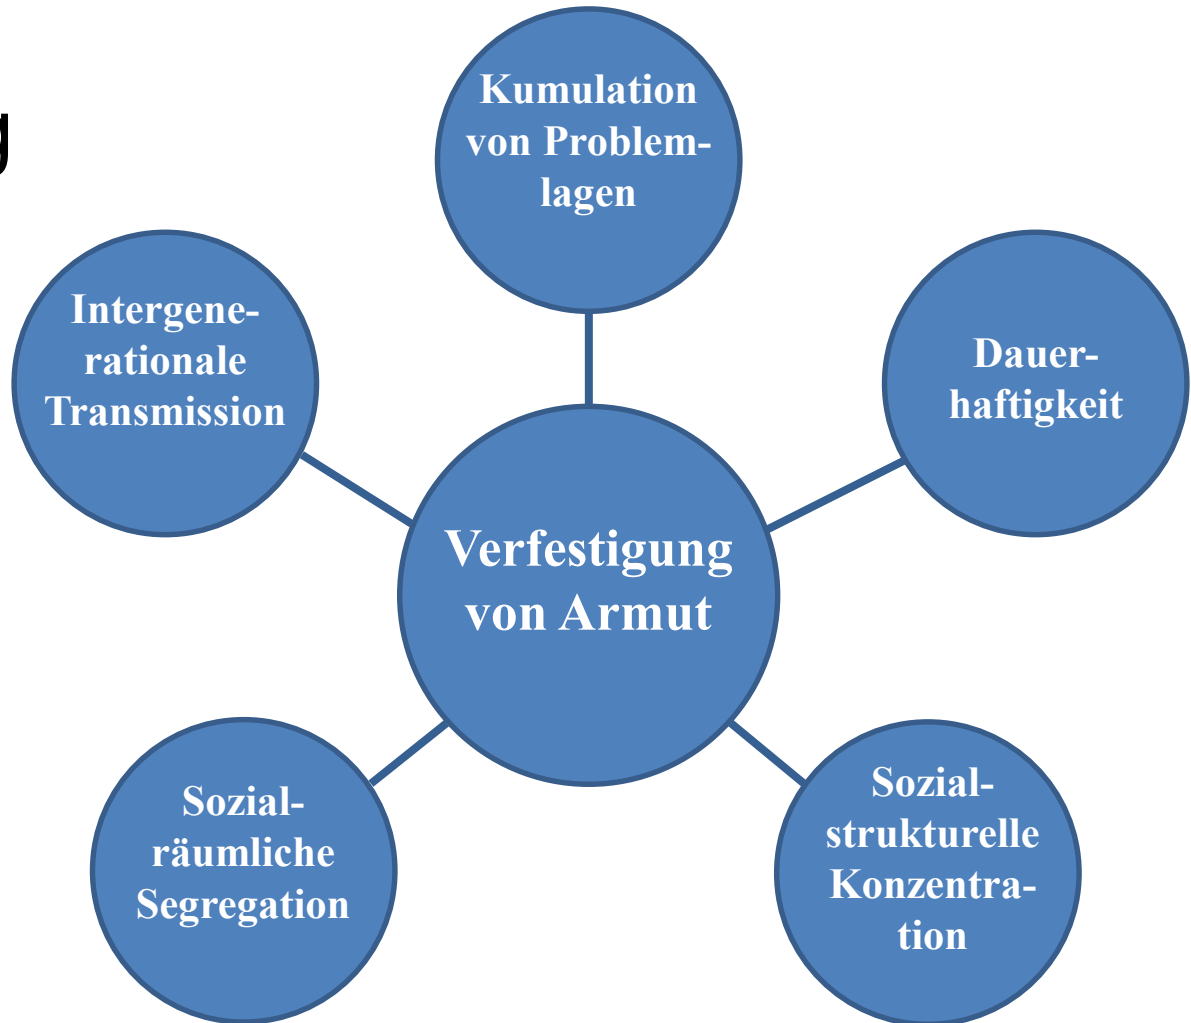 g
Kumulation
von Problem-
lagen
Intergene-
rationale
Transmission
Dauer-
haftigkeit
Verfestigung
von Armut
Sozial-
räumliche
Segregation
Sozial-
strukturelle
Konzentra-
tion